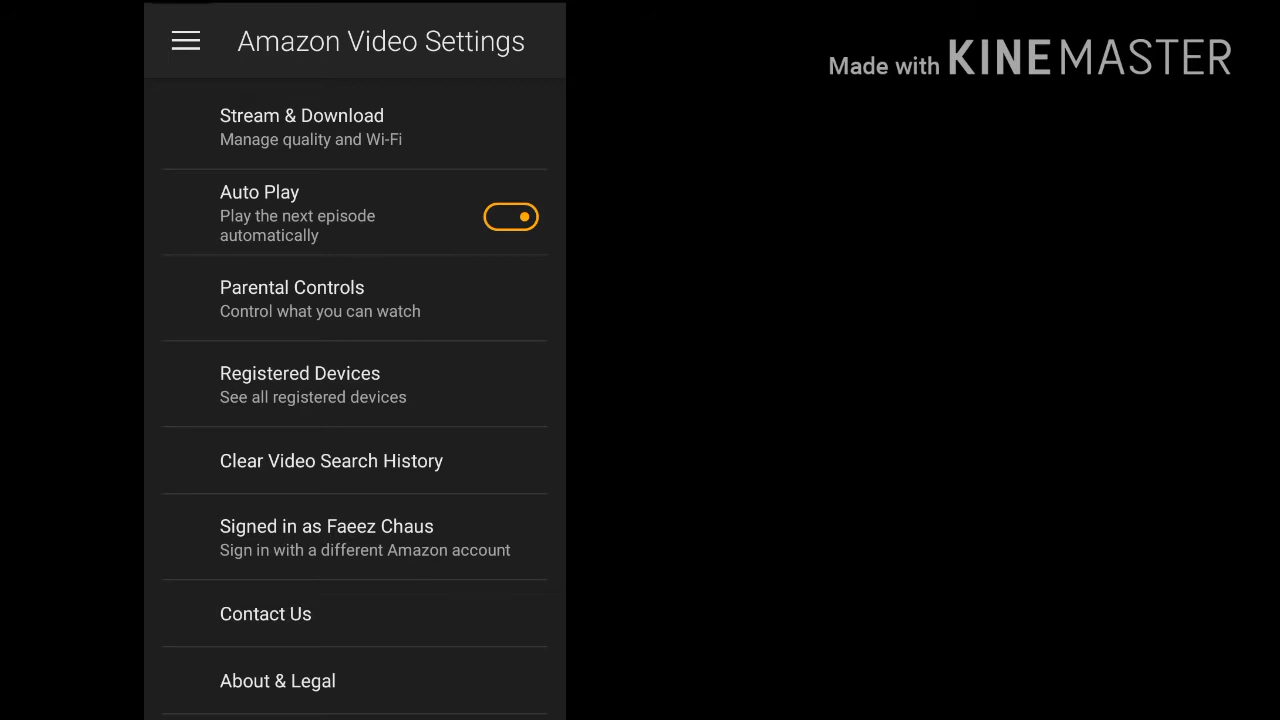 Amazon Video Settings
Made with KINEMASTER
Stream & Download
Manage quality and Wi-Fi
Auto Play
Play the next episode
automatically
Parental Controls
Control what you can watch
Registered Devices
See all registered devices
Clear Video Search History
Signed in as Faeez Chaus
Sign in with a different Amazon account
Contact Us
About & Legal